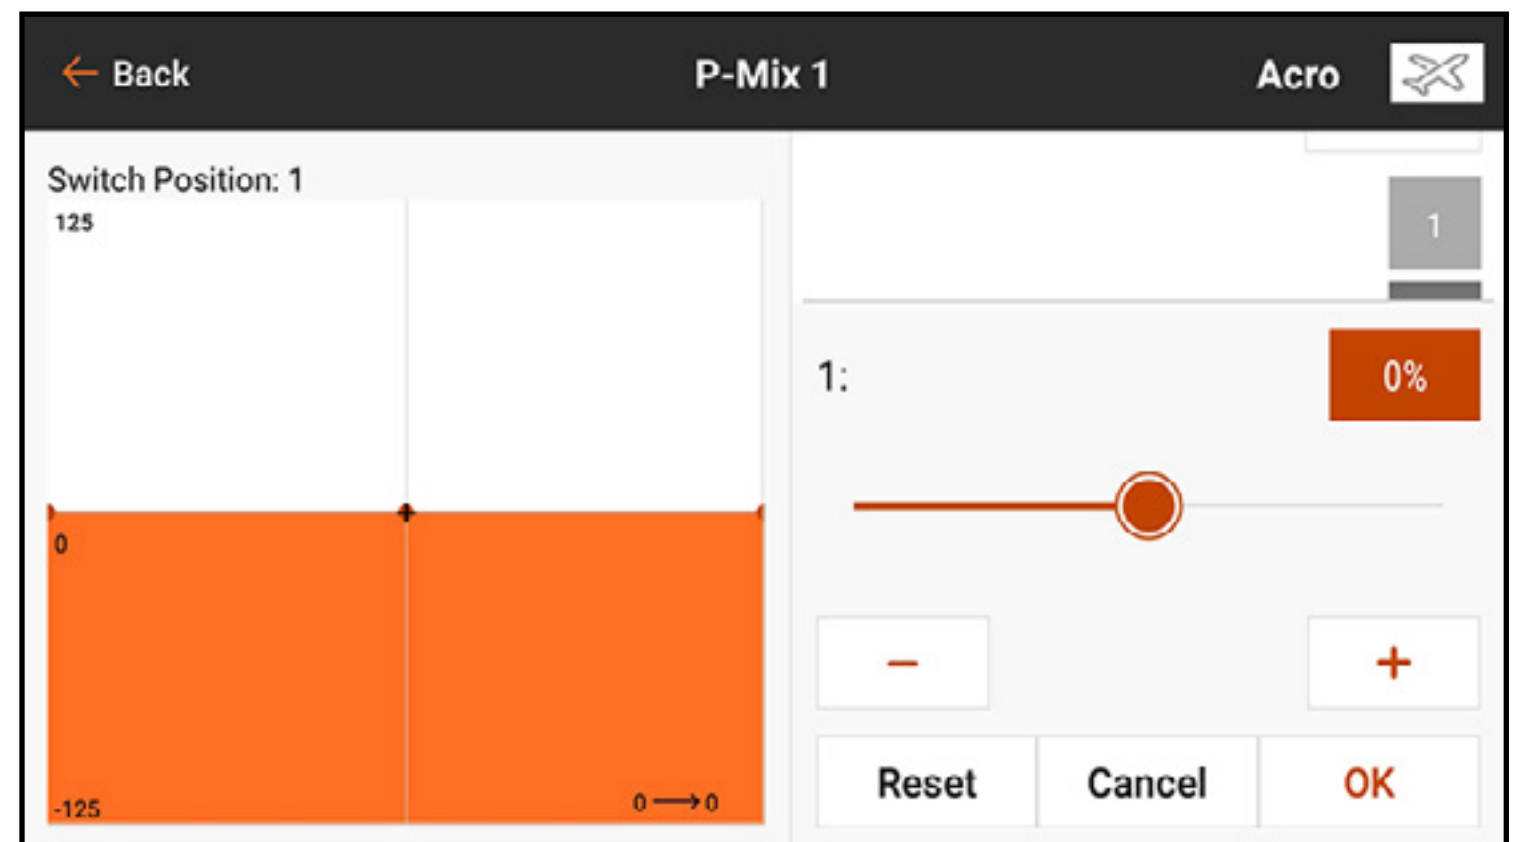 ← Back
P-Mix 1
Acro
Switch Position: 1
125
0
-125
0 → 0
1
1:
0%
−
+
Reset
Cancel
OK